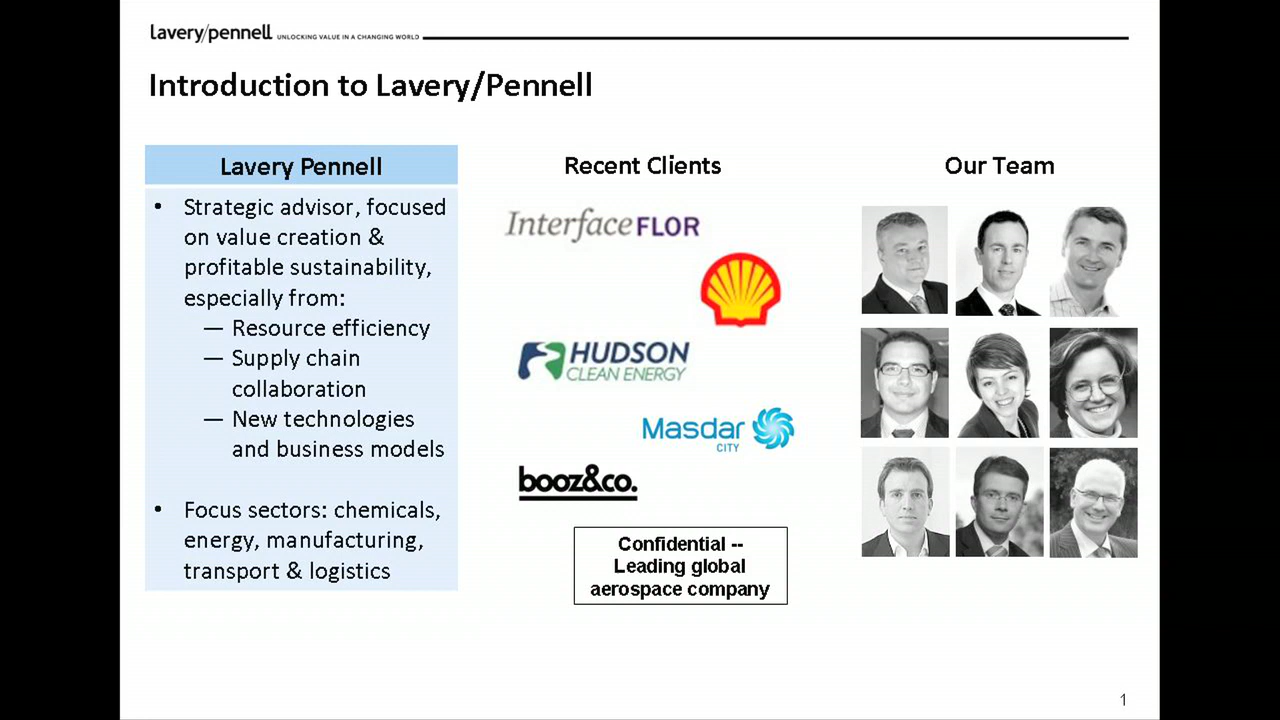 lavery/pennell UNLOCKING VALUE IN A CHANGING WORLD
Introduction to Lavery/Pennell
Lavery Pennell
• Strategic advisor, focused
on value creation &
profitable sustainability,
especially from:
— Resource efficiency
— Supply chain
collaboration
— New technologies
and business models
• Focus sectors: chemicals,
energy, manufacturing,
transport & logistics
Recent Clients
InterfaceFLOR
HUDSON
CLEAN ENERGY
Masdar
CITY
booz&co.
Confidential --
Leading global
aerospace company
Our Team
1